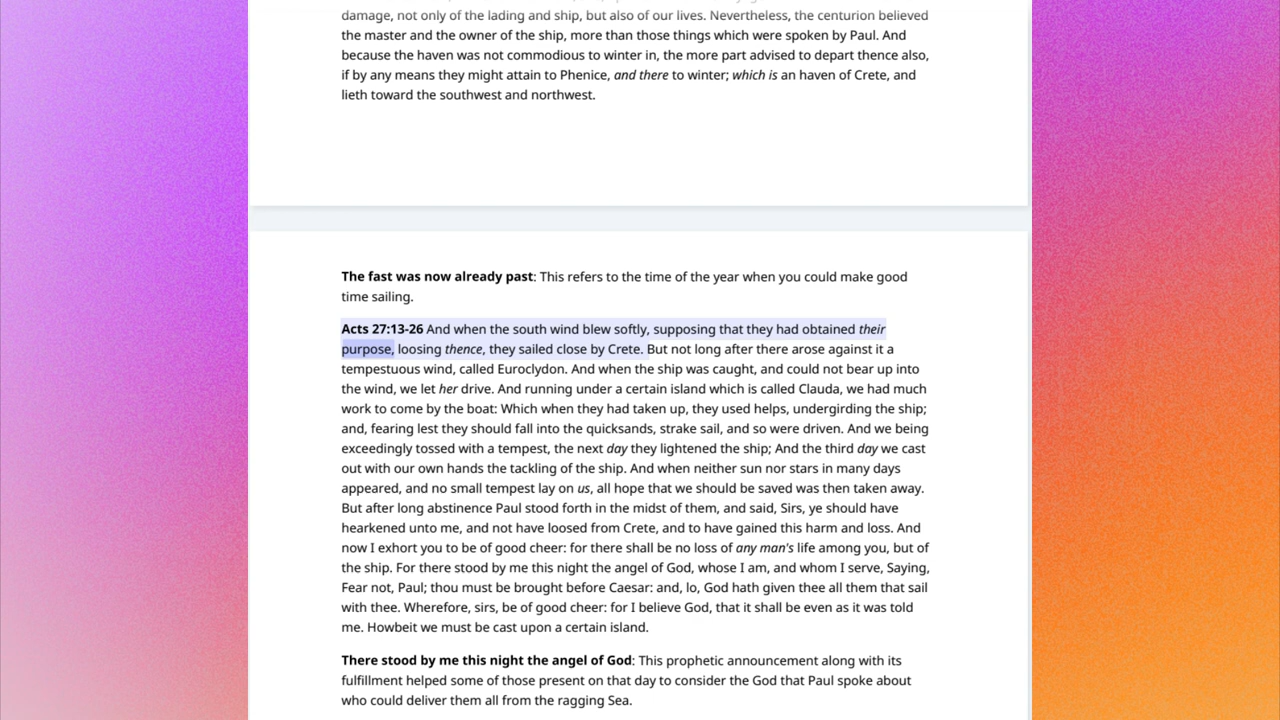 damage, not only of the lading and ship, but also of our lives. Nevertheless, the centurion believed
the master and the owner of the ship, more than those things which were spoken by Paul. And
because the haven was not commodious to winter in, the more part advised to depart thence also,
if by any means they might attain to Phenice, and there to winter; which is an haven of Crete, and
lieth toward the southwest and northwest.
The fast was now already past: This refers to the time of the year when you could make good
time sailing.
Acts 27:13-26 And when the south wind blew softly, supposing that they had obtained their
purpose, loosing thence, they sailed close by Crete. But not long after there arose against it a
tempestuous wind, called Euroclydon. And when the ship was caught, and could not bear up into
the wind, we let her drive. And running under a certain island which is called Clauda, we had much
work to come by the boat: Which when they had taken up, they used helps, undergirding the ship;
and, fearing lest they should fall into the quicksands, strake sail, and so were driven. And we being
exceedingly tossed with a tempest, the next day they lightened the ship; And the third day we cast
out with our own hands the tackling of the ship. And when neither sun nor stars in many days
appeared, and no small tempest lay on us, all hope that we should be saved was then taken away.
But after long abstinence Paul stood forth in the midst of them, and said, Sirs, ye should have
hearkened unto me, and not have loosed from Crete, and to have gained this harm and loss. And
now I exhort you to be of good cheer: for there shall be no loss of any man's life among you, but of
the ship. For there stood by me this night the angel of God, whose I am, and whom I serve, Saying,
Fear not, Paul; thou must be brought before Caesar: and, lo, God hath given thee all them that sail
with thee. Wherefore, sirs, be of good cheer: for I believe God, that it shall be even as it was told
me. Howbeit we must be cast upon a certain island.
There stood by me this night the angel of God: This prophetic announcement along with its
fulfillment helped some of those present on that day to consider the God that Paul spoke about
who could deliver them all from the ragging Sea.